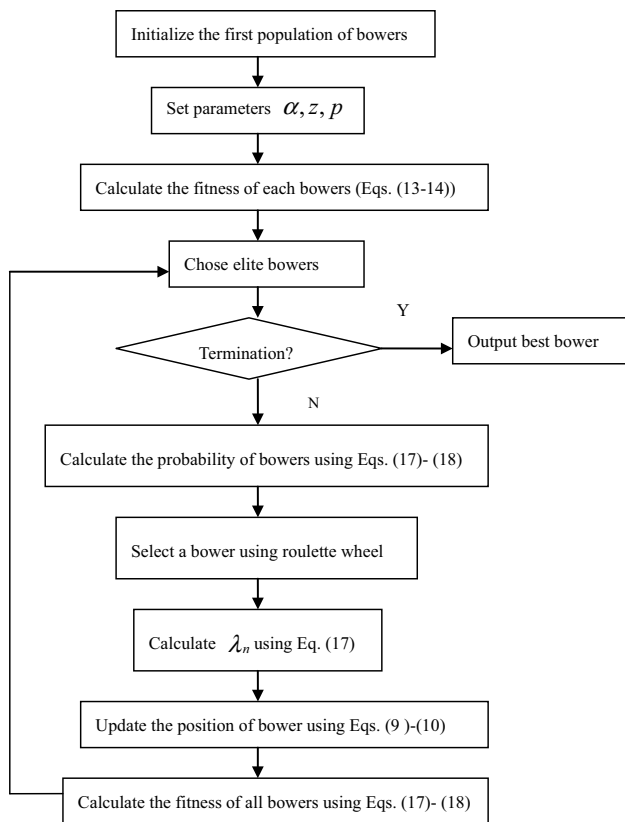 Initialize the first population of bowers
Set parameters α, z, p
Calculate the fitness of each bowers (Eqs. (13-14))
Chose elite bowers
Y
Termination?
Output best bower
N
Calculate the probability of bowers using Eqs. (17)- (18)
Select a bower using roulette wheel
Calculate λn using Eq. (17)
Update the position of bower using Eqs. (9 )-(10)
Calculate the fitness of all bowers using Eqs. (17)- (18)